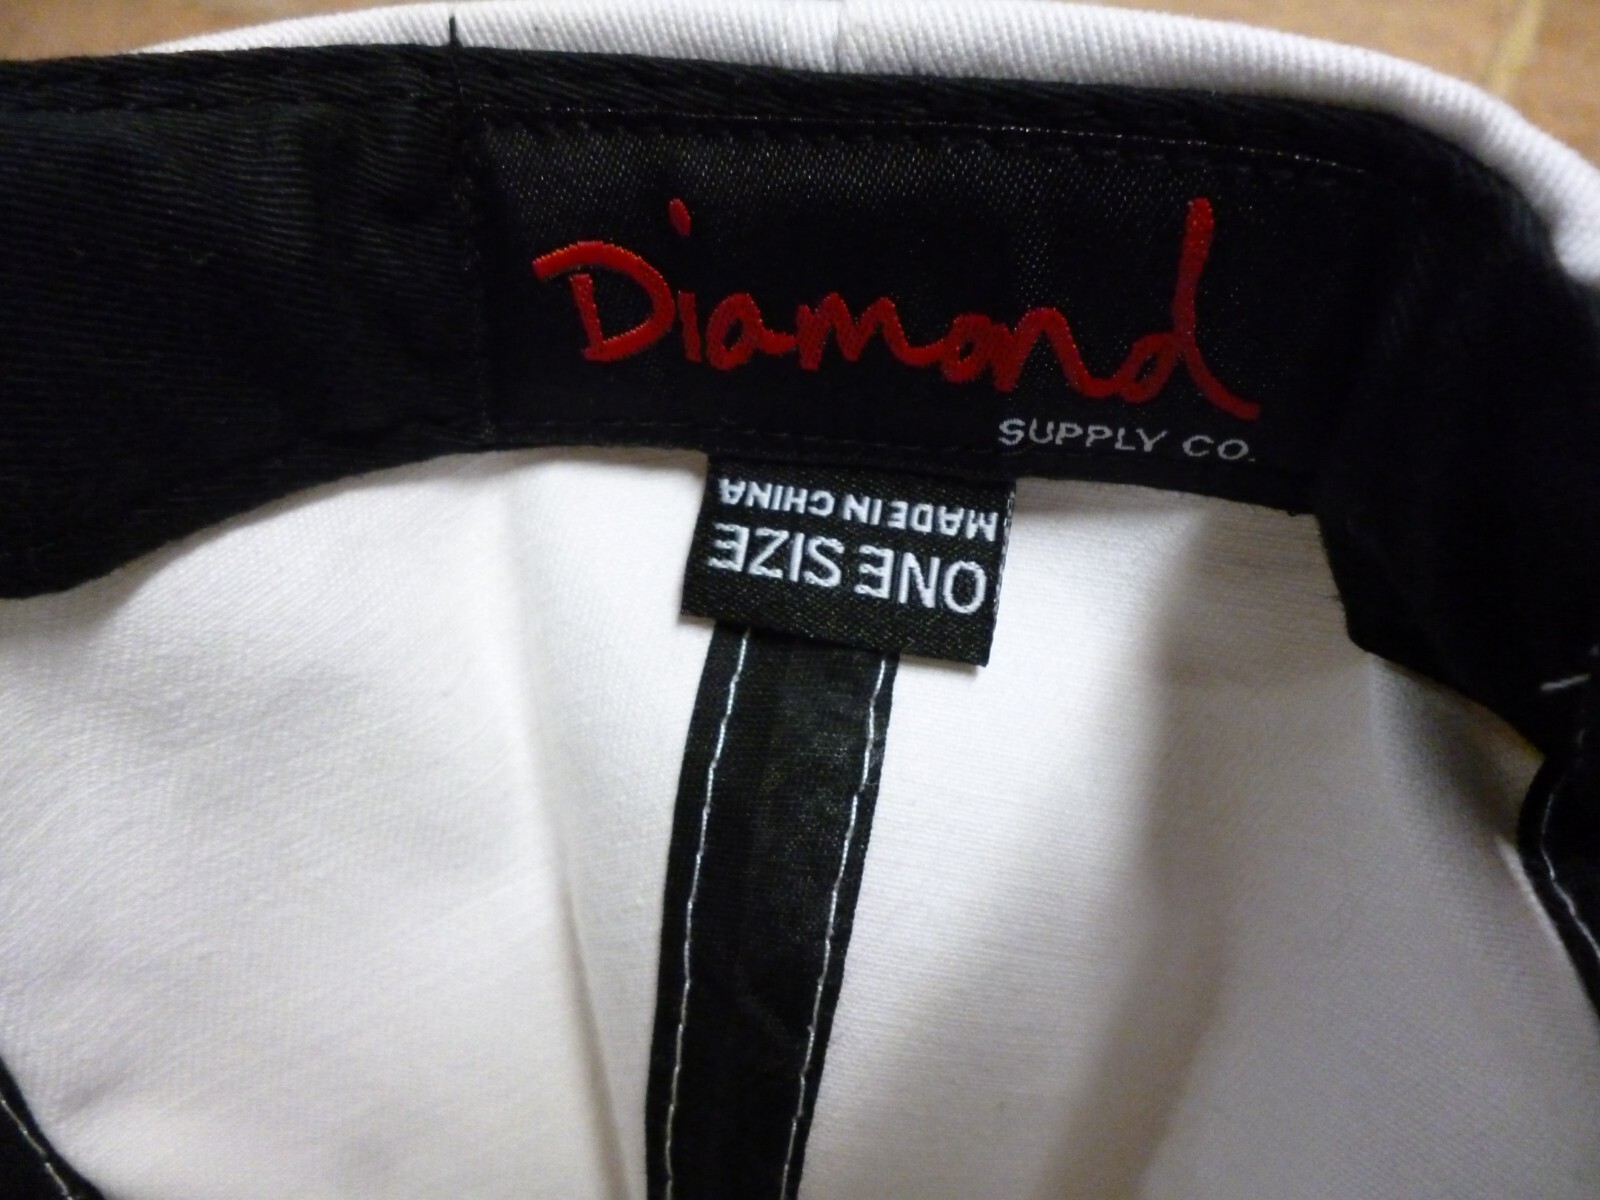 Diamond
SUPPLY CO.
ONE SIZE
MADE IN CHINA